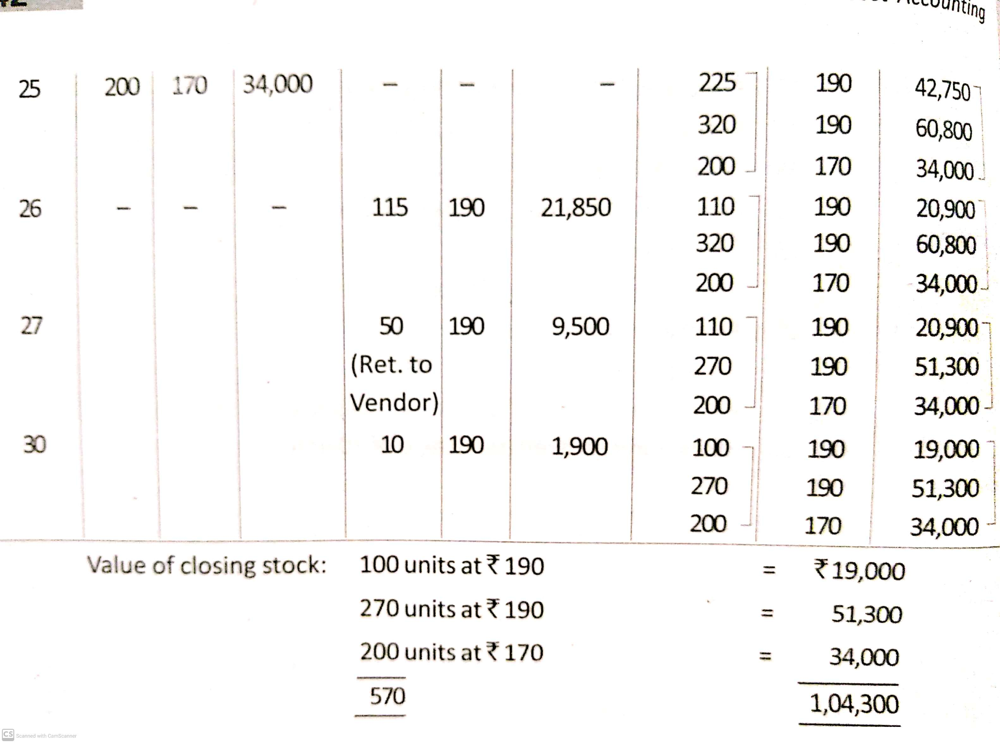 Accounting
25 200 170 34,000 – – – 225 190 42,750
320 190 60,800
200 170 34,000
26 – – – 115 190 21,850 110 190 20,900
320 190 60,800
200 170 34,000
27 50 190 9,500 110 190 20,900
(Ret. to 270 190 51,300
Vendor) 200 170 34,000
30 10 190 1,900 100 190 19,000
270 190 51,300
200 170 34,000
Value of closing stock: 100 units at ₹ 190 = ₹ 19,000
270 units at ₹ 190 = 51,300
200 units at ₹ 170 = 34,000
570 1,04,300
CS Scanned with CamScanner